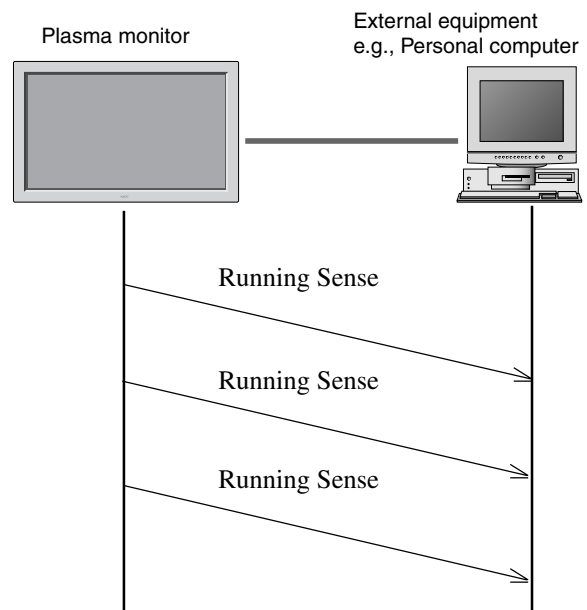 Plasma monitor
External equipment
e.g., Personal computer
Running Sense
Running Sense
Running Sense